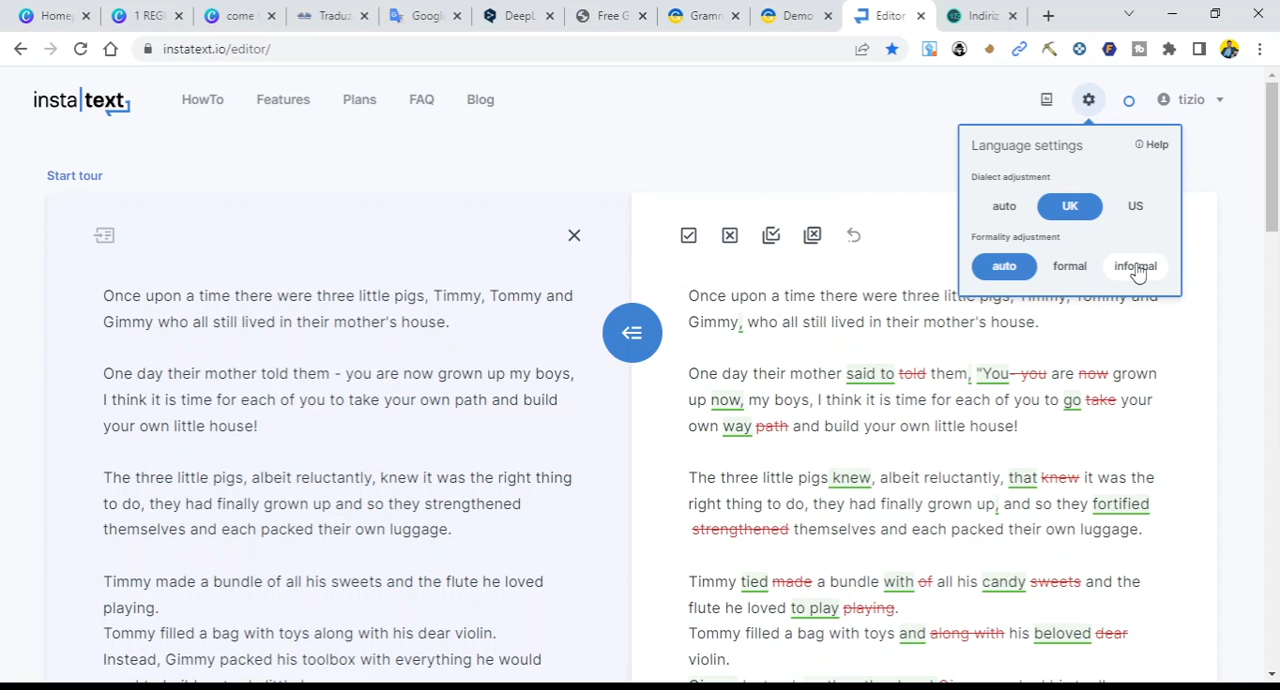 Home
1 REGI
come
Traduz
Google
DeepL
Free G
Gramm
Demo
Editor
Indiriz
instatext.io/editor/
insta|text
HowTo
Features
Plans
FAQ
Blog
tizio
Language settings
Help
Dialect adjustment
auto
UK
US
Formality adjustment
auto
formal
informal
Start tour
Once upon a time there were three little pigs, Timmy, Tommy and
Gimmy who all still lived in their mother's house.
One day their mother told them - you are now grown up my boys,
I think it is time for each of you to take your own path and build
your own little house!
The three little pigs, albeit reluctantly, knew it was the right thing
to do, they had finally grown up and so they strengthened
themselves and each packed their own luggage.
Timmy made a bundle of all his sweets and the flute he loved
playing.
Tommy filled a bag with toys along with his dear violin.
Instead, Gimmy packed his toolbox with everything he would
Once upon a time there were three little pigs, Timmy, Tommy and
Gimmy, who all still lived in their mother's house.
One day their mother said to told them, "You- you are now grown
up now, my boys, I think it is time for each of you to go take your
own way path and build your own little house!
The three little pigs knew, albeit reluctantly, that knew it was the
right thing to do, they had finally grown up, and so they fortified
strengthened themselves and each packed their own luggage.
Timmy tied made a bundle with of all his candy sweets and the
flute he loved to play playing.
Tommy filled a bag with toys and along with his beloved dear
violin.